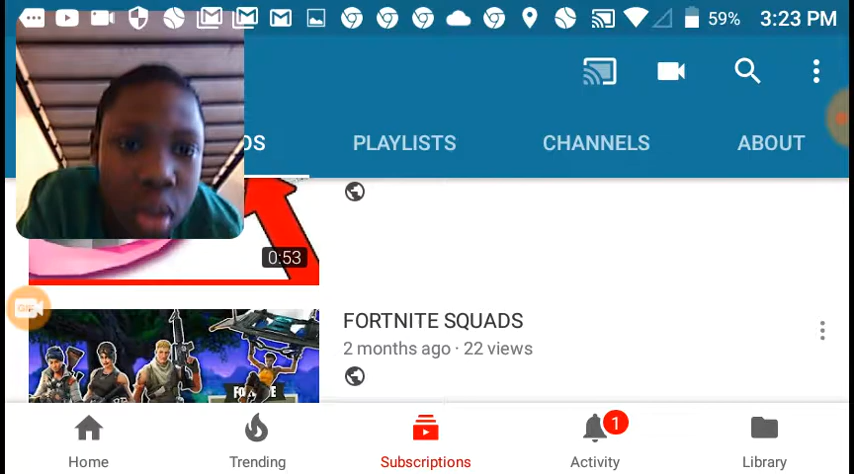 59% 3:23 PM
PLAYLISTS CHANNELS ABOUT
0:53
FORTNITE SQUADS
2 months ago · 22 views
GIF
1
Home Trending Subscriptions Activity Library